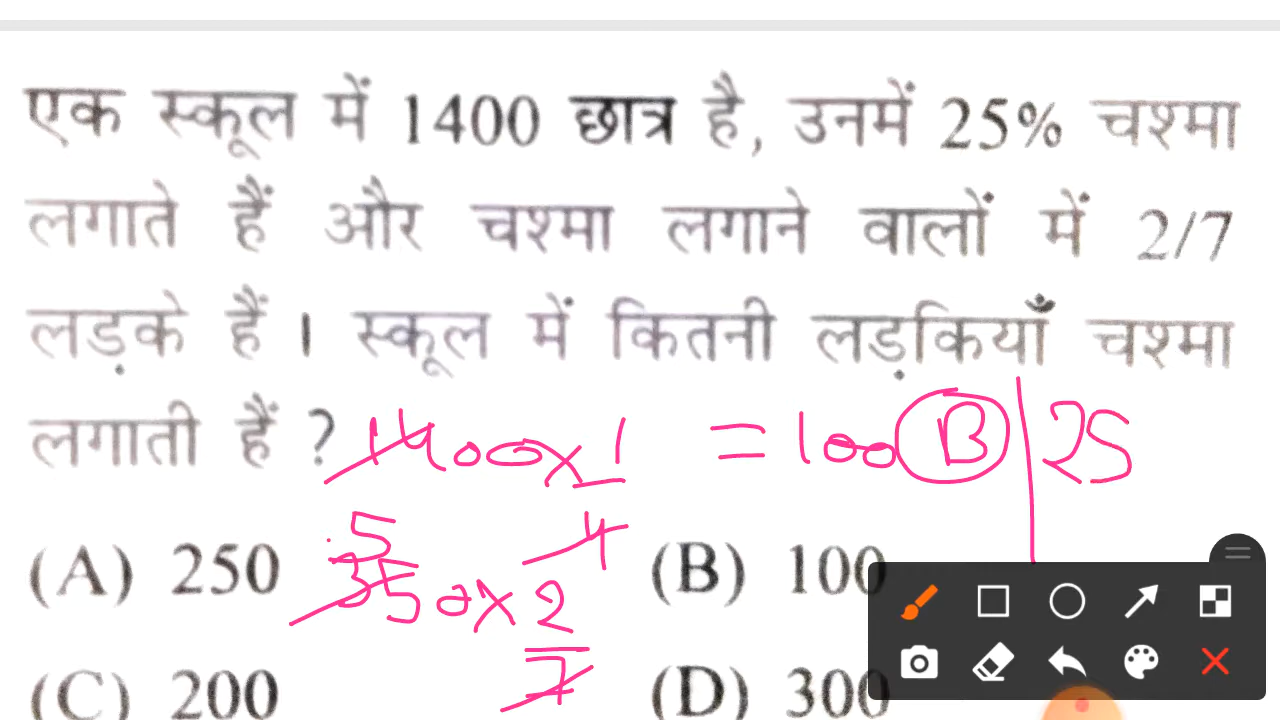 एक स्कूल में 1400 छात्र है, उनमें 25% चश्मा
लगाते हैं और चश्मा लगाने वालों में 2/7
लड़के हैं । स्कूल में कितनी लड़कियाँ चश्मा
लगाती हैं ? 1400 x 1 = 100 B | 25
5 4
(A) 250 350 x 2 (B) 100
7
(C) 200 (D) 300